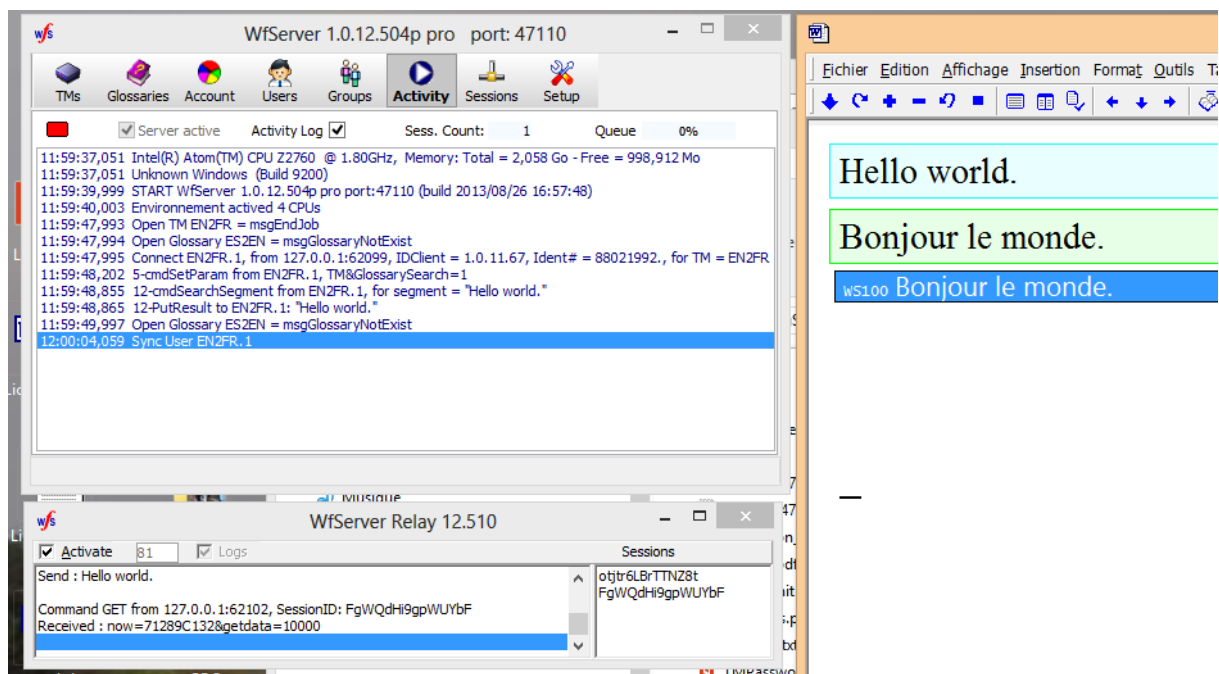 wfs WfServer 1.0.12.504p pro port: 47110
TMs Glossaries Account Users Groups Activity Sessions Setup
Server active Activity Log Sess. Count: 1 Queue 0%
11:59:37,051 Intel(R) Atom(TM) CPU Z2760 @ 1.80GHz, Memory: Total = 2,058 Go - Free = 998,912 Mo
11:59:37,051 Unknown Windows (Build 9200)
11:59:39,999 START WfServer 1.0.12.504p pro port:47110 (build 2013/08/26 16:57:48)
11:59:40,003 Environnement actived 4 CPUs
11:59:47,993 Open TM EN2FR = msgEndJob
11:59:47,994 Open Glossary ES2EN = msgGlossaryNotExist
11:59:47,995 Connect EN2FR.1, from 127.0.0.1:62099, IDClient = 1.0.11.67, Ident# = 88021992., for TM = EN2FR
11:59:48,202 5-cmdSetParam from EN2FR.1, TM&GlossarySearch=1
11:59:48,855 12-cmdSearchSegment from EN2FR.1, for segment = "Hello world."
11:59:48,865 12-PutResult to EN2FR.1: "Hello world."
11:59:49,997 Open Glossary ES2EN = msgGlossaryNotExist
12:00:04,059 Sync User EN2FR.1
Musique
wfs WfServer Relay 12.510
Activate 81 Logs Sessions
Send : Hello world.
Command GET from 127.0.0.1:62102, SessionID: FgWQdHi9gpWUYbF
Received : now=71289C132&getdata=10000
otjtr6LBrTTNZ8t
FgWQdHi9gpWUYbF
Fichier Edition Affichage Insertion Format Outils
Hello world.
Bonjour le monde.
WS100 Bonjour le monde.